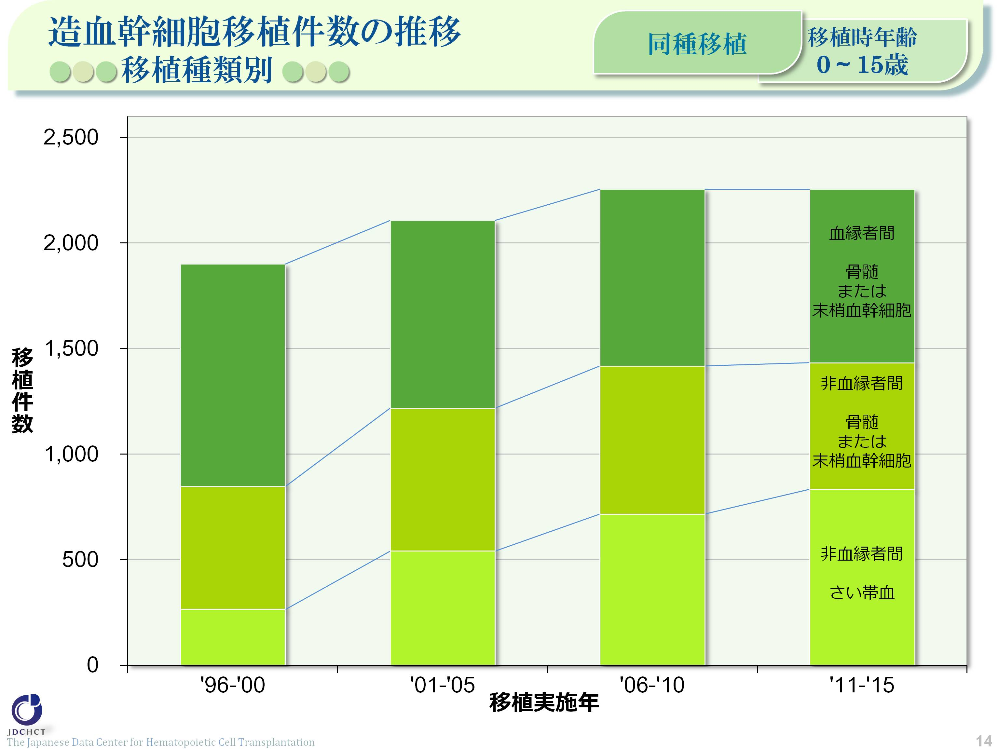 造血幹細胞移植件数の推移
移植種類別
同種移植
移植時年齢
0~15歳
2,500
2,000
1,500
1,000
500
0
移植件数
血縁者間
骨髄
または
末梢血幹細胞
非血縁者間
骨髄
または
末梢血幹細胞
非血縁者間
さい帯血
'96-'00
'01-'05
'06-'10
'11-'15
移植実施年
JDCHCT
The Japanese Data Center for Hematopoietic Cell Transplantation
14